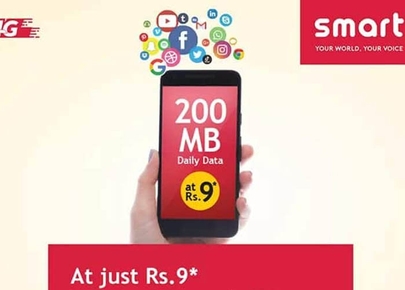 4G
smart
YOUR WORLD, YOUR VOICE
200
MB
Daily Data
at
Rs.9*
At just Rs.9*